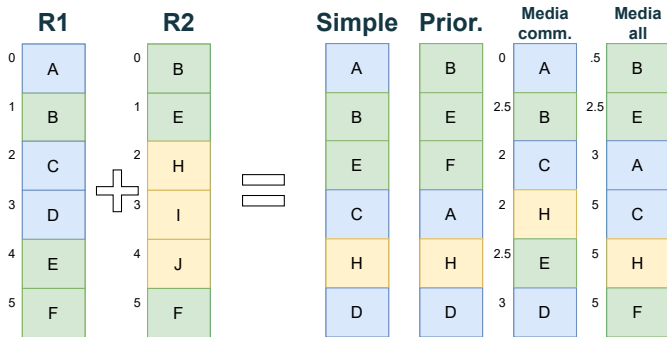 R1 R2 Simple Prior. Media comm. Media all
0 A 0 B A B 0 A .5 B
1 B 1 E B E 2.5 B 2.5 E
2 C 2 H E F 2 C 3 A
3 D 3 I C A 2 H 5 C
4 E 4 J H H 2.5 E 5 H
5 F 5 F D D 3 D 5 F